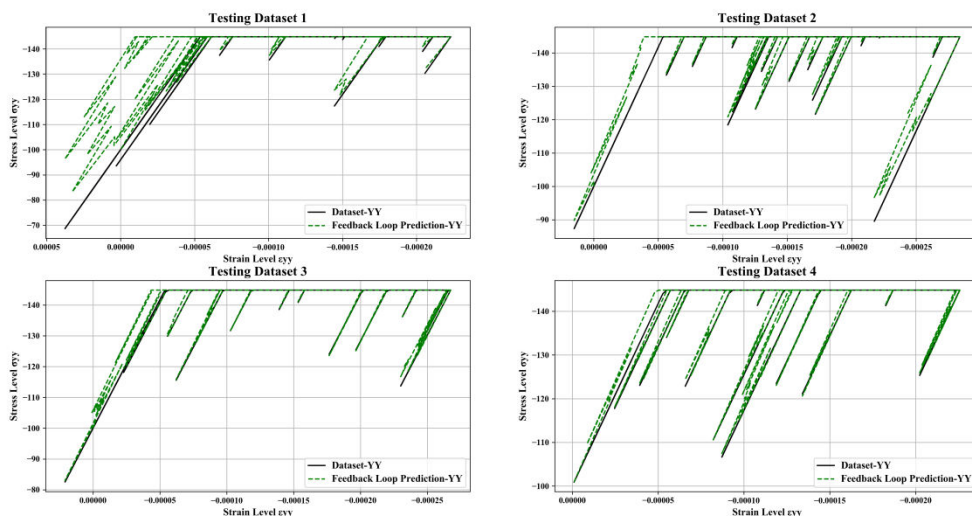 Testing Dataset 1
Stress Level σyy
−140
−130
−120
−110
−100
−90
−80
−70
Dataset-YY
Feedback Loop Prediction-YY
0.00005 0.00000 −0.00005 −0.00010 −0.00015 −0.00020
Strain Level εyy
Testing Dataset 2
Stress Level σyy
−140
−130
−120
−110
−100
−90
Dataset-YY
Feedback Loop Prediction-YY
0.00000 −0.00005 −0.00010 −0.00015 −0.00020 −0.00025
Strain Level εyy
Testing Dataset 3
Stress Level σyy
−140
−130
−120
−110
−100
−90
−80
Dataset-YY
Feedback Loop Prediction-YY
0.00000 −0.00005 −0.00010 −0.00015 −0.00020 −0.00025
Strain Level εyy
Testing Dataset 4
Stress Level σyy
−140
−130
−120
−110
−100
Dataset-YY
Feedback Loop Prediction-YY
0.00000 −0.00005 −0.00010 −0.00015 −0.00020
Strain Level εyy